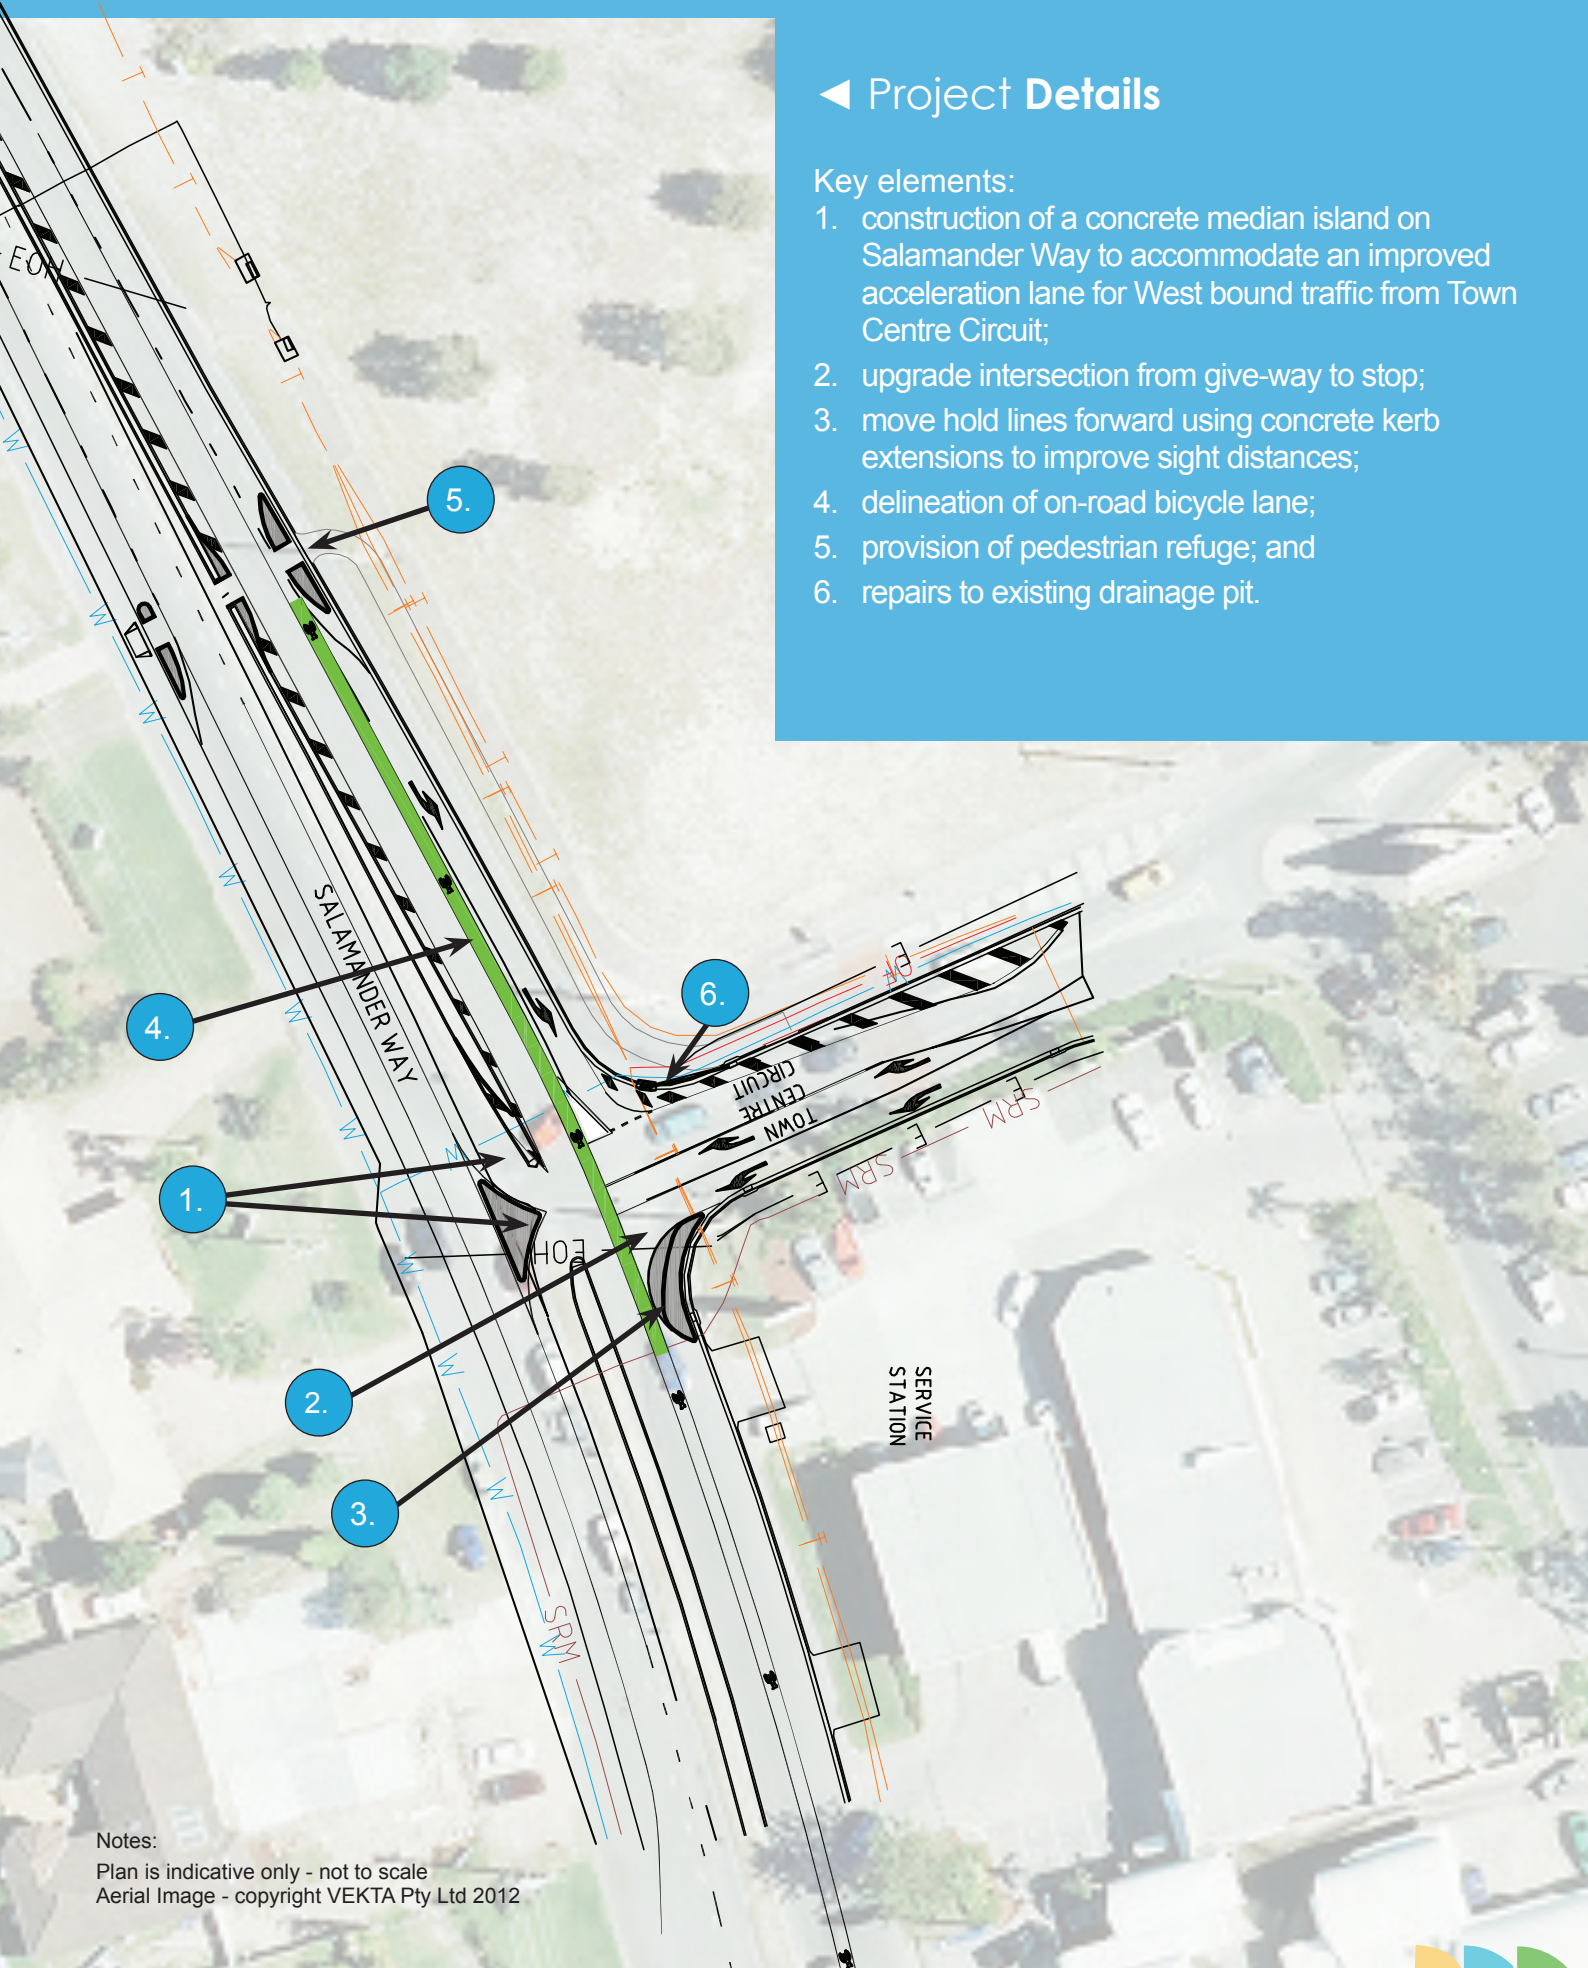 ◄ Project Details
Key elements:
1. construction of a concrete median island on
Salamander Way to accommodate an improved
acceleration lane for West bound traffic from Town
Centre Circuit;
2. upgrade intersection from give-way to stop;
3. move hold lines forward using concrete kerb
extensions to improve sight distances;
4. delineation of on-road bicycle lane;
5. provision of pedestrian refuge; and
6. repairs to existing drainage pit.
EOH
5.
W
W
W
W
SALAMANDER WAY
4.
6.
W
W
TOWN
CENTRE
CIRCUIT
E
OF
SRM
E
E
SRM
E
W
1.
EOH
W
W
2.
3.
W
W
SRM
W
SERVICE
STATION
T
T
T
T
T
T
T
T
Notes:
Plan is indicative only - not to scale
Aerial Image - copyright VEKTA Pty Ltd 2012